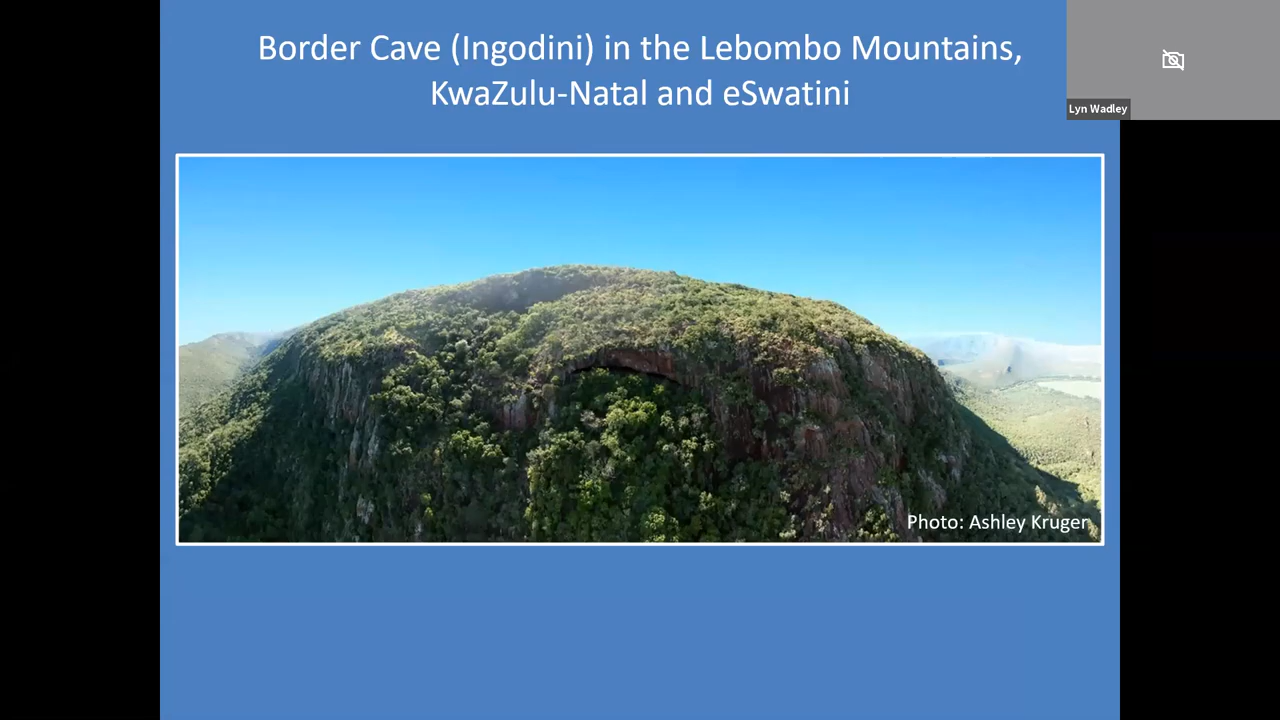 Border Cave (Ingodini) in the Lebombo Mountains,
KwaZulu-Natal and eSwatini
Lyn Wadley
Photo: Ashley Kruger